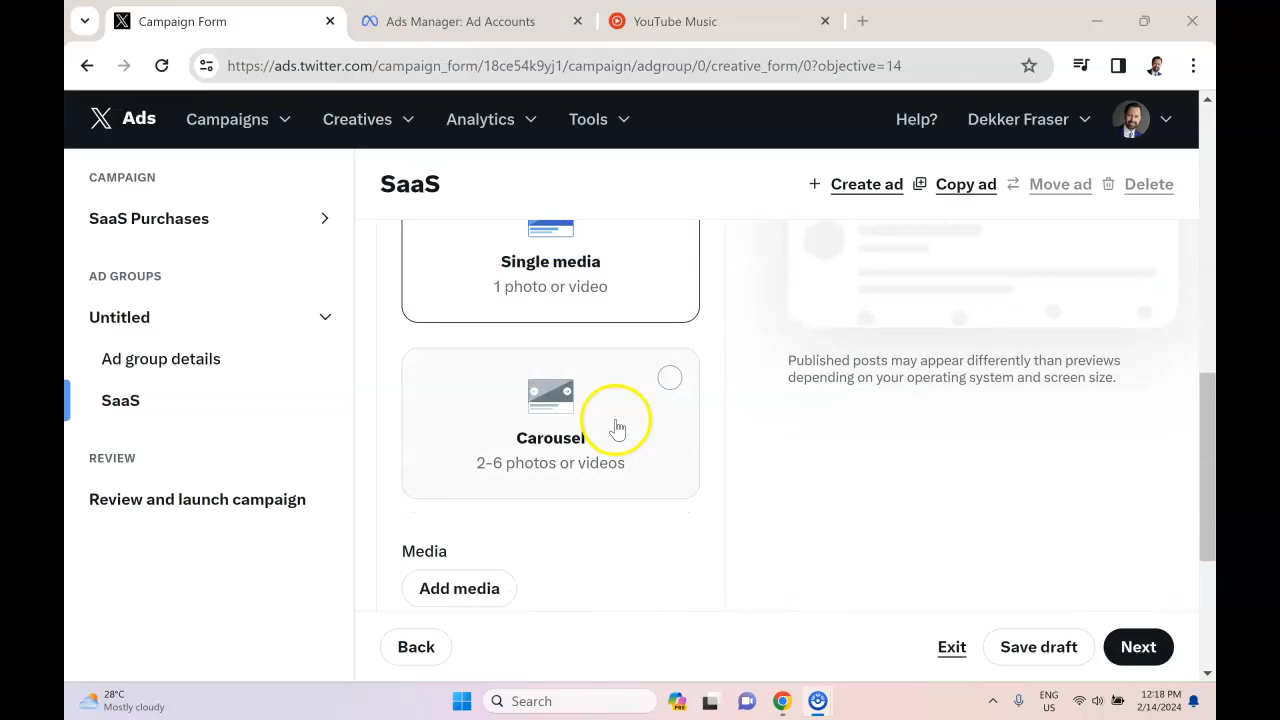 Campaign Form
Ads Manager: Ad Accounts
YouTube Music
https://ads.twitter.com/campaign_form/18ce54k9yj1/campaign/adgroup/0/creative_form/0?objective=14
Ads
Campaigns
Creatives
Analytics
Tools
Help?
Dekker Fraser
CAMPAIGN
SaaS Purchases
AD GROUPS
Untitled
Ad group details
SaaS
REVIEW
Review and launch campaign
SaaS
Create ad
Copy ad
Move ad
Delete
Single media
1 photo or video
Carousel
2-6 photos or videos
Media
Add media
Published posts may appear differently than previews
depending on your operating system and screen size.
Back
Exit
Save draft
Next
28°C
Mostly cloudy
Search
PRE
ENG
US
12:18 PM
2/14/2024